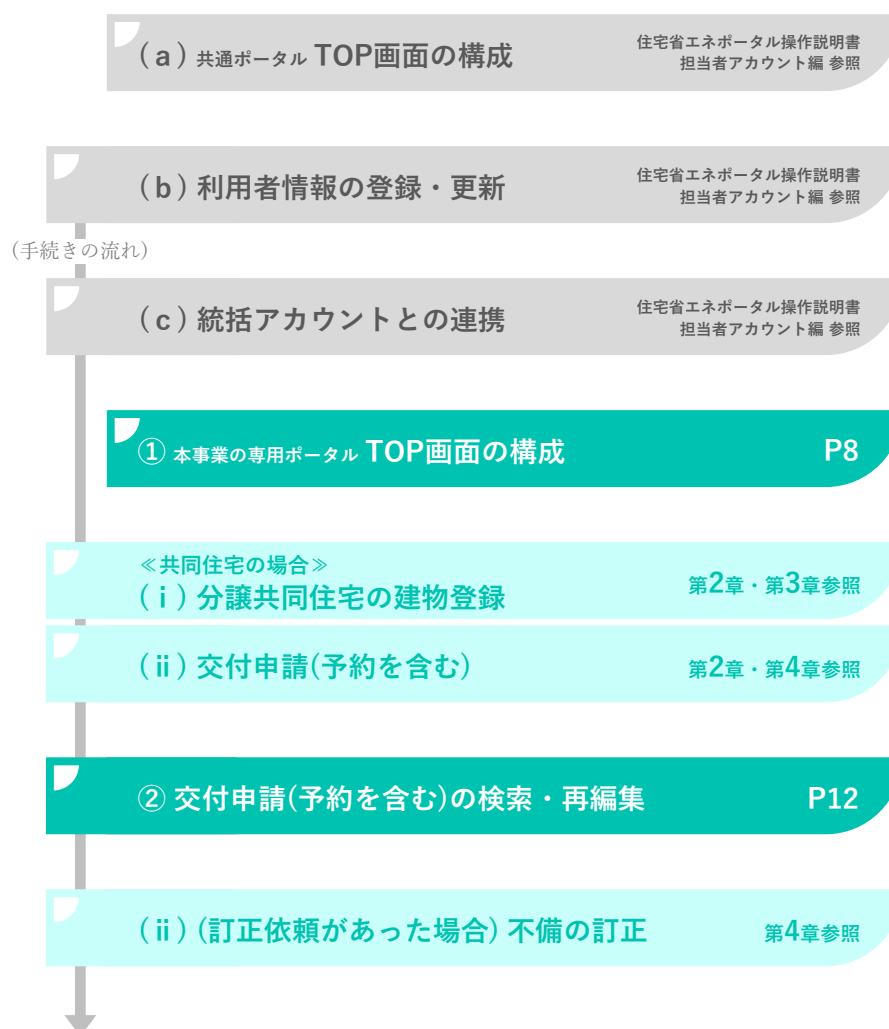 (a) 共通ポータル TOP画面の構成
住宅省エネポータル操作説明書
担当者アカウント編 参照
(b) 利用者情報の登録・更新
住宅省エネポータル操作説明書
担当者アカウント編 参照
(手続きの流れ)
(c) 統括アカウントとの連携
住宅省エネポータル操作説明書
担当者アカウント編 参照
① 本事業の専用ポータル TOP画面の構成 P8
≪共同住宅の場合≫
(ⅰ) 分譲共同住宅の建物登録 第2章・第3章参照
(ⅱ) 交付申請(予約を含む) 第2章・第4章参照
② 交付申請(予約を含む)の検索・再編集 P12
(ⅱ) (訂正依頼があった場合) 不備の訂正 第4章参照